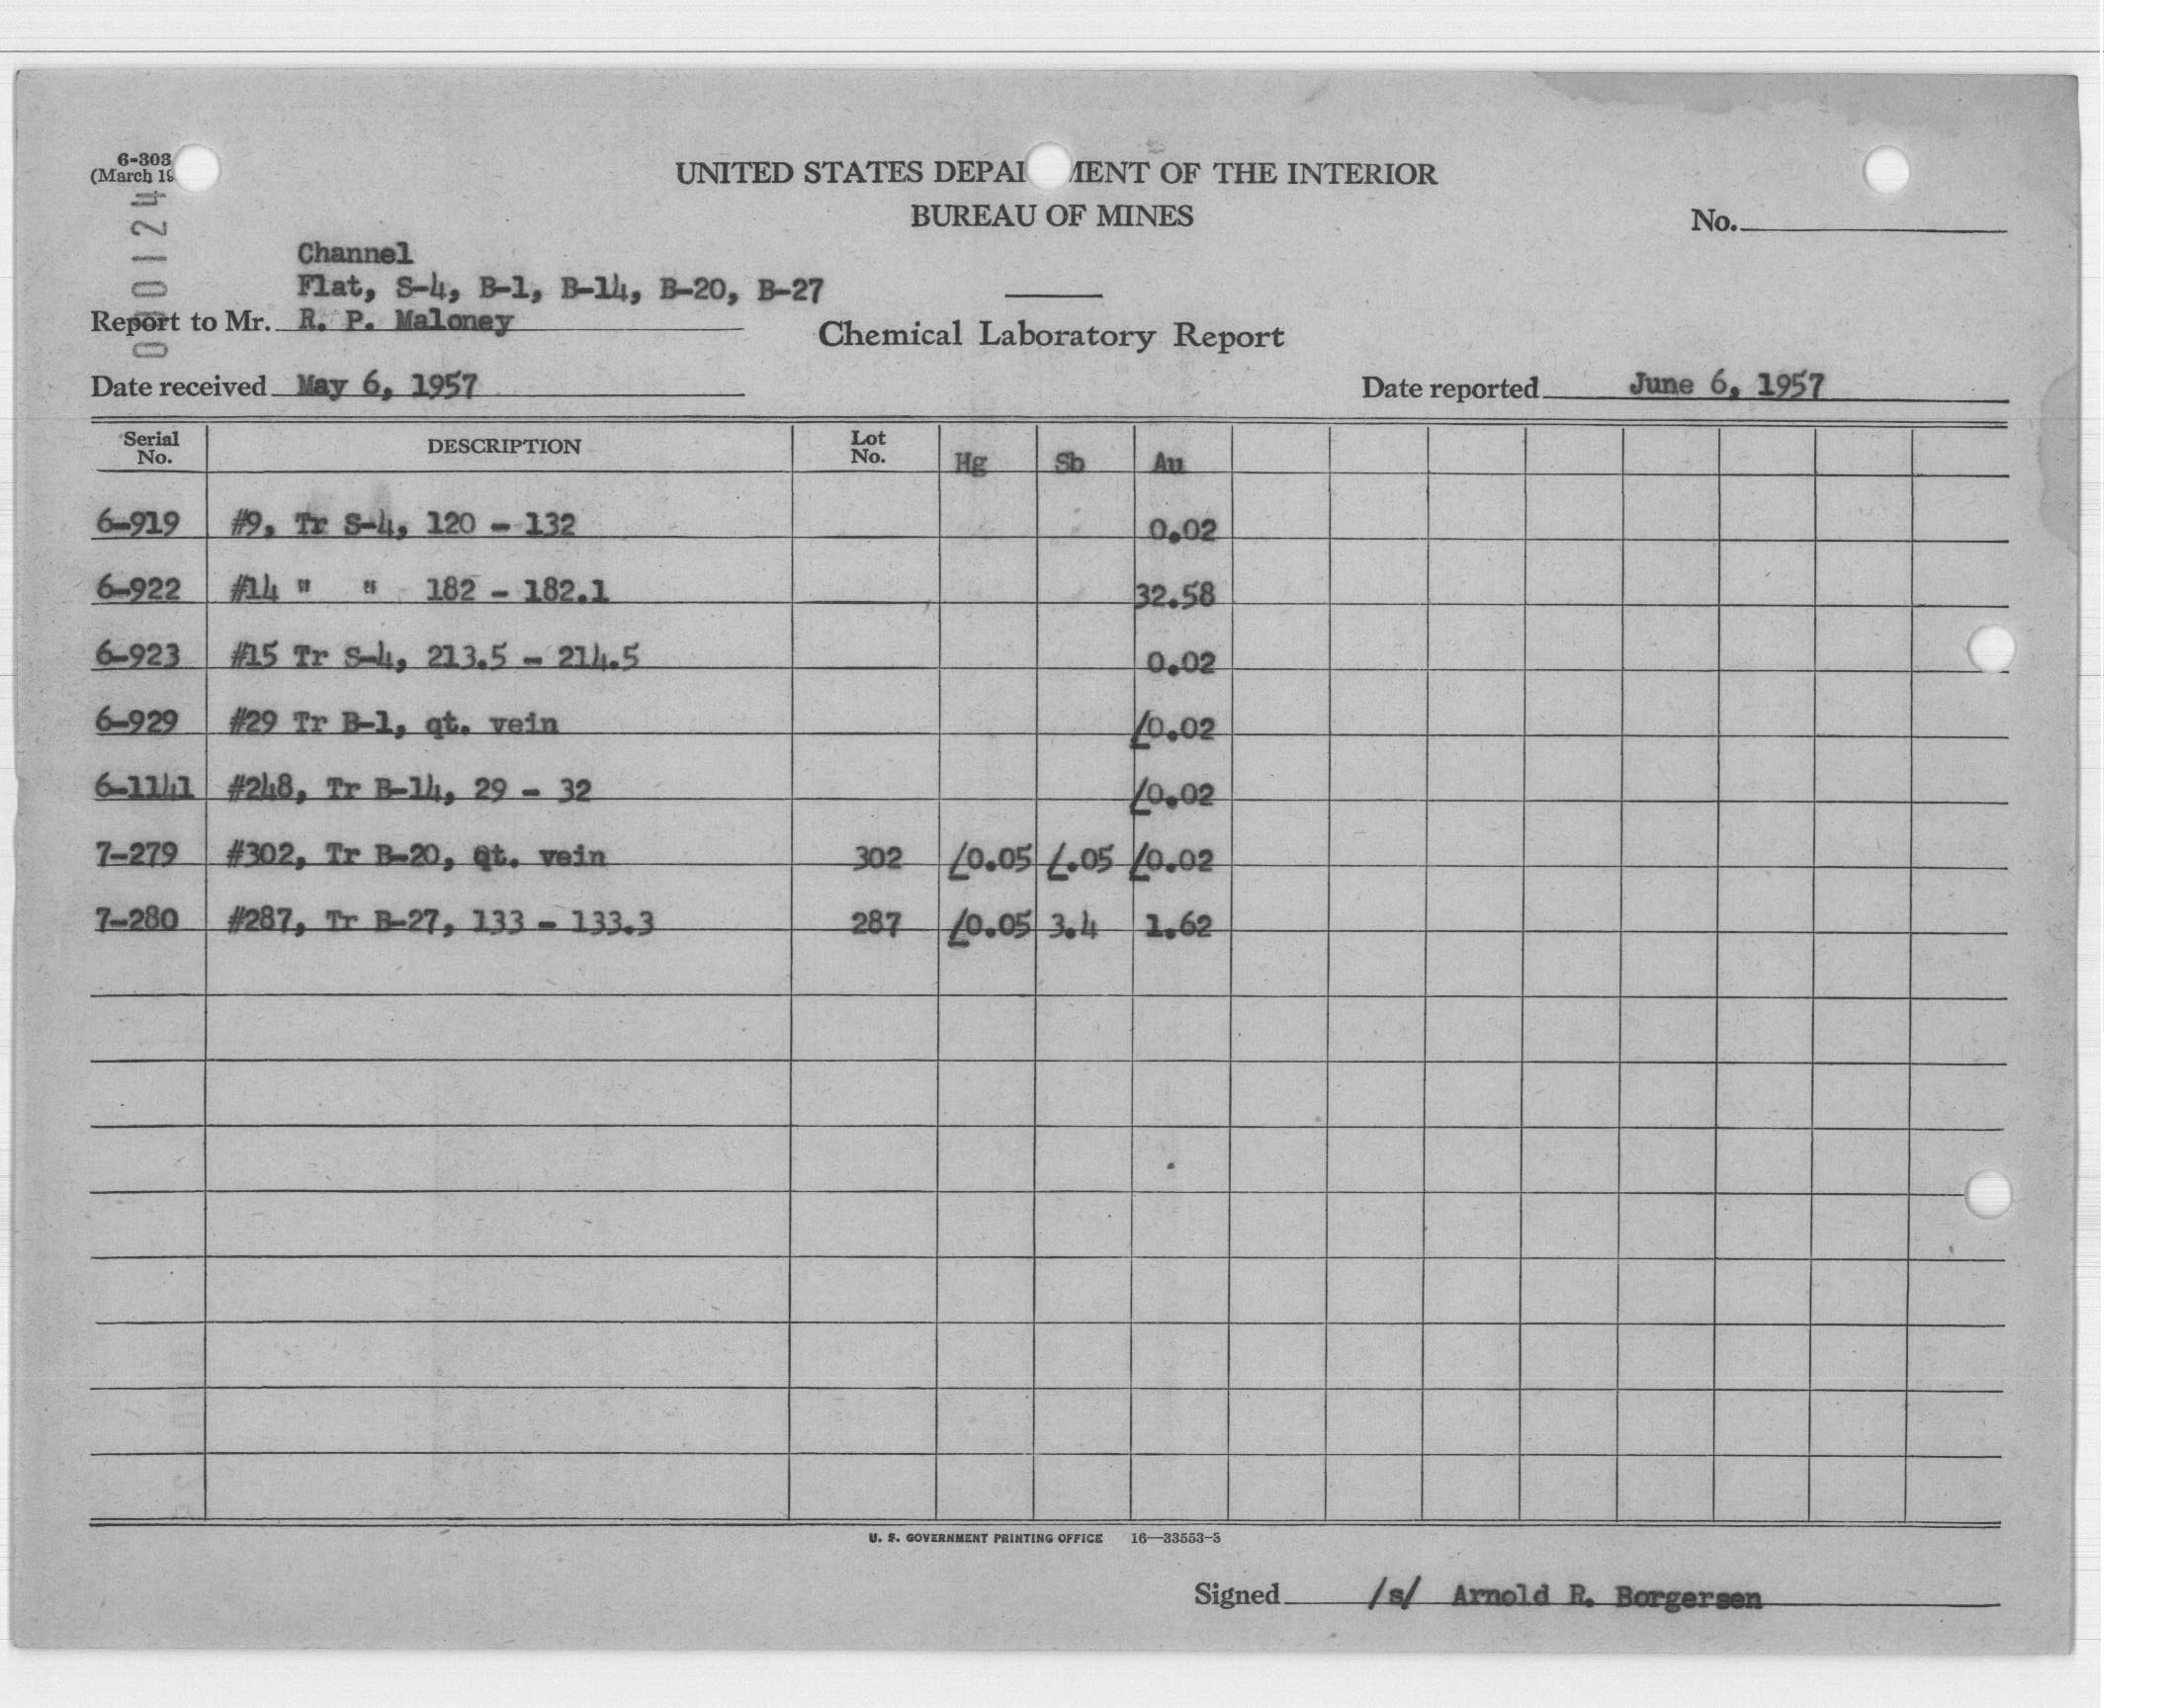 6-303
(March 19
UNITED STATES DEPA MENT OF THE INTERIOR
BUREAU OF MINES
No.
Channel
Flat, S-4, B-1, B-14, B-20, B-27
Report to Mr. R. P. Maloney
Chemical Laboratory Report
Date received May 6, 1957
Date reported June 6, 1957
Serial No. DESCRIPTION Lot No. Hg Sb Au
6-919 #9, Tr S-4, 120 - 132 0.02
6-922 #14 " " 182 - 182.1 32.58
6-923 #15 Tr S-4, 213.5 - 214.5 0.02
6-929 #29 Tr B-1, qt. vein <0.02
6-1141 #248, Tr B-14, 29 - 32 <0.02
7-279 #302, Tr B-20, Qt. vein 302 <0.05 <.05 <0.02
7-280 #287, Tr B-27, 133 - 133.3 287 <0.05 3.4 1.62
U. S. GOVERNMENT PRINTING OFFICE 16—33553-3
Signed /s/ Arnold R. Borgersen